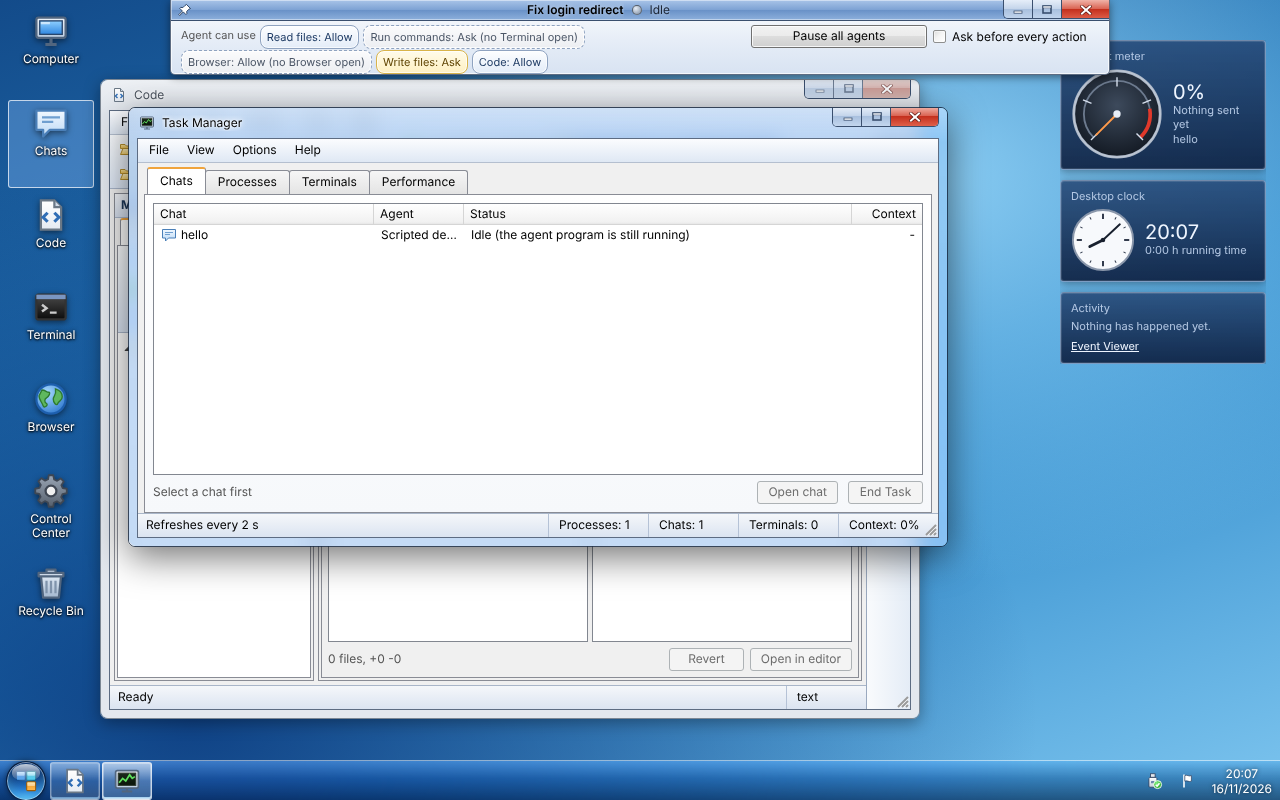 Computer
Chats
Code
Terminal
Browser
Control
Center
Recycle Bin
Fix login redirect Idle
Agent can use Read files: Allow Run commands: Ask (no Terminal open)
Browser: Allow (no Browser open) Write files: Ask Code: Allow
Pause all agents Ask before every action
Code
Task Manager
File View Options Help
Chats Processes Terminals Performance
Chat Agent Status Context
hello Scripted de... Idle (the agent program is still running) -
Select a chat first Open chat End Task
Refreshes every 2 s Processes: 1 Chats: 1 Terminals: 0 Context: 0%
0 files, +0 -0 Revert Open in editor
Ready text
meter
0%
Nothing sent
yet
hello
Desktop clock
20:07
0:00 h running time
Activity
Nothing has happened yet.
Event Viewer
20:07
16/11/2026